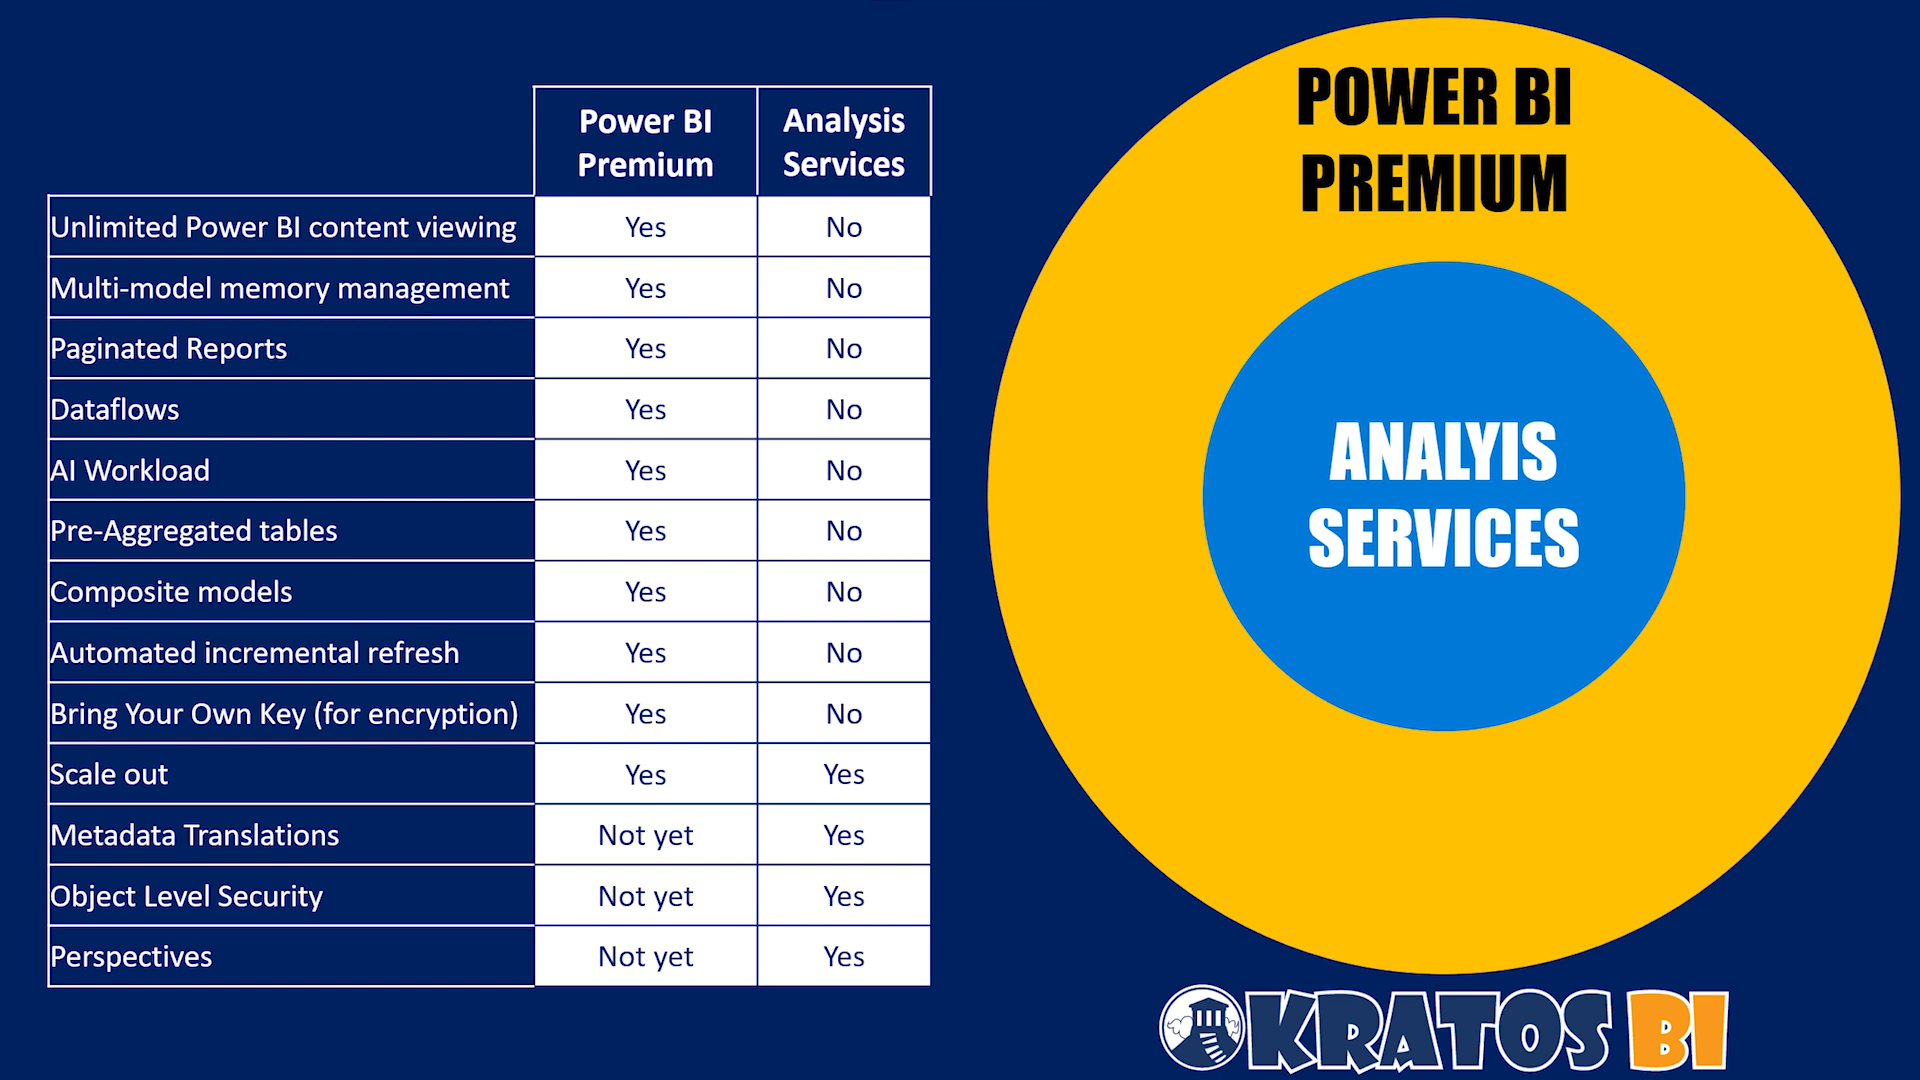 Power BI Premium Analysis Services
Unlimited Power BI content viewing Yes No
Multi-model memory management Yes No
Paginated Reports Yes No
Dataflows Yes No
AI Workload Yes No
Pre-Aggregated tables Yes No
Composite models Yes No
Automated incremental refresh Yes No
Bring Your Own Key (for encryption) Yes No
Scale out Yes Yes
Metadata Translations Not yet Yes
Object Level Security Not yet Yes
Perspectives Not yet Yes
POWER BI
PREMIUM
ANALYIS
SERVICES
KRATOS BI